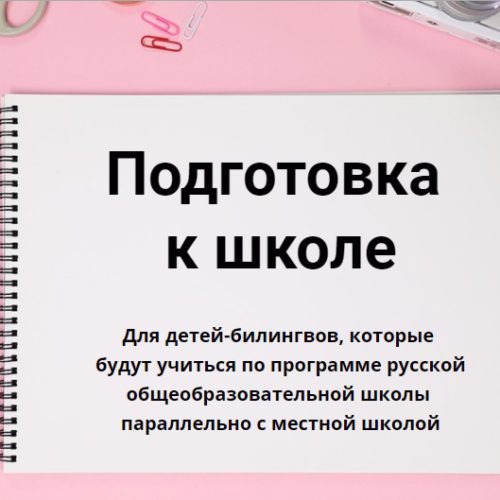 Подготовка
к школе
Для детей-билингвов, которые
будут учиться по программе русской
общеобразовательной школы
параллельно с местной школой